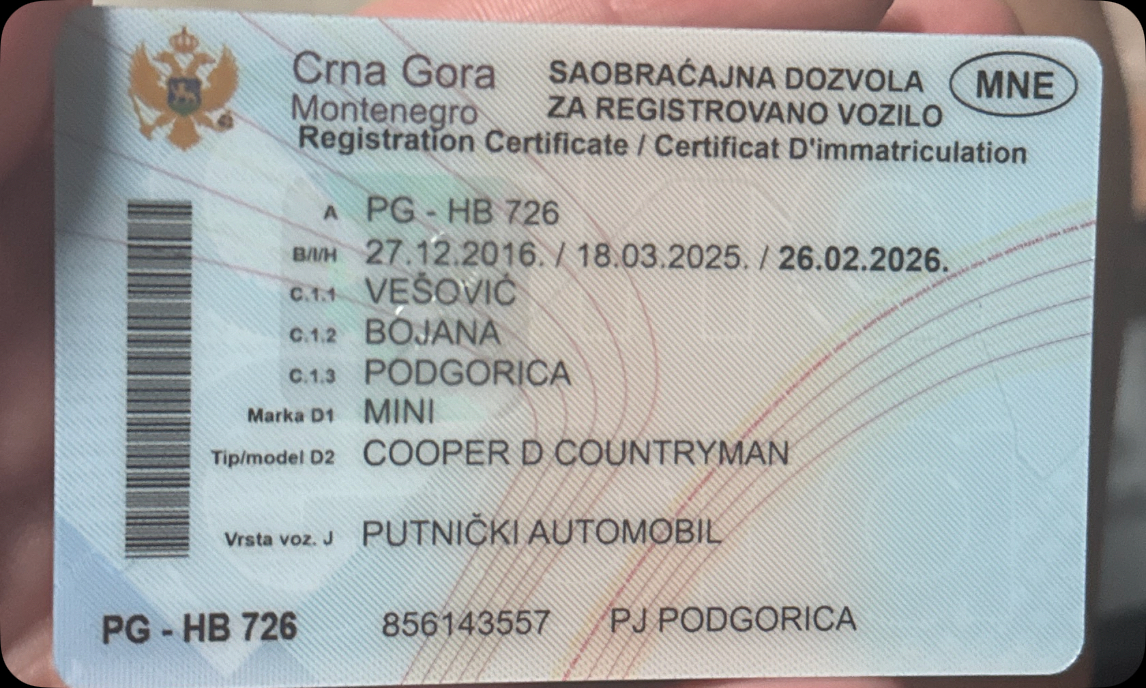 Crna Gora
Montenegro
SAOBRAĆAJNA DOZVOLA
ZA REGISTROVANO VOZILO
MNE
Registration Certificate / Certificat D'immatriculation
A PG - HB 726
B/I/H 27.12.2016. / 18.03.2025. / 26.02.2026.
C.1.1 VEŠOVIĆ
C.1.2 BOJANA
C.1.3 PODGORICA
Marka D1 MINI
Tip/model D2 COOPER D COUNTRYMAN
Vrsta voz. J PUTNIČKI AUTOMOBIL
PG - HB 726 856143557 PJ PODGORICA